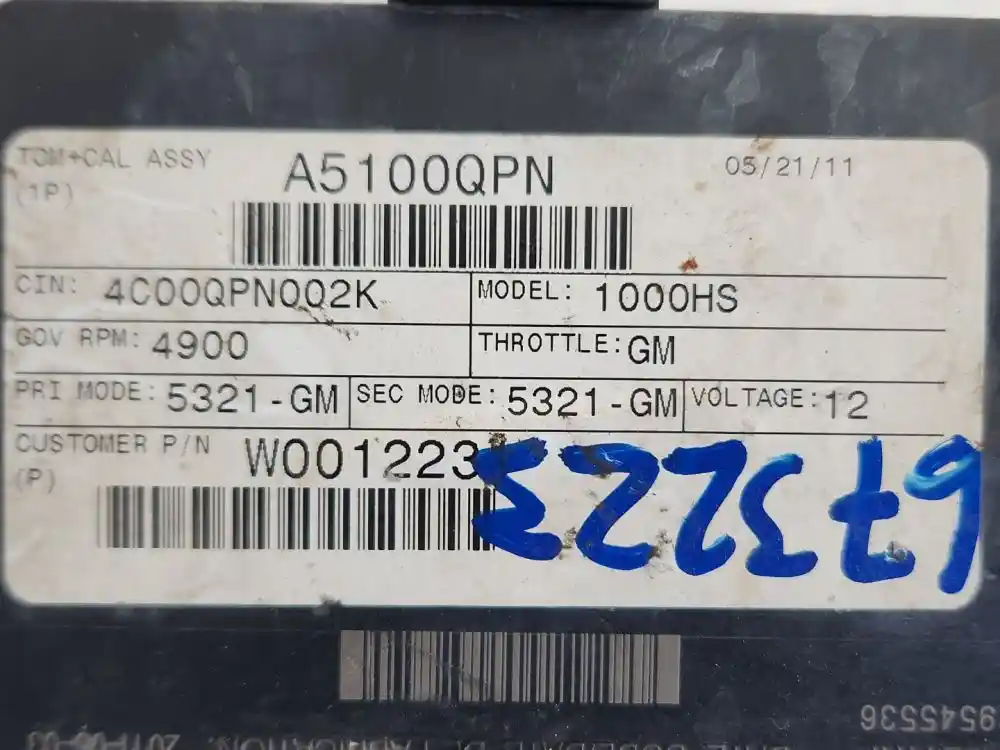 TCM+CAL ASSY A5100QPN 05/21/11
(1P)
CIN: 4C00QPN002K MODEL: 1000HS
GOV RPM: 4900 THROTTLE: GM
PRI MODE: 5321-GM SEC MODE: 5321-GM VOLTAGE: 12
CUSTOMER P/N W001223
(P)
673223
9545536